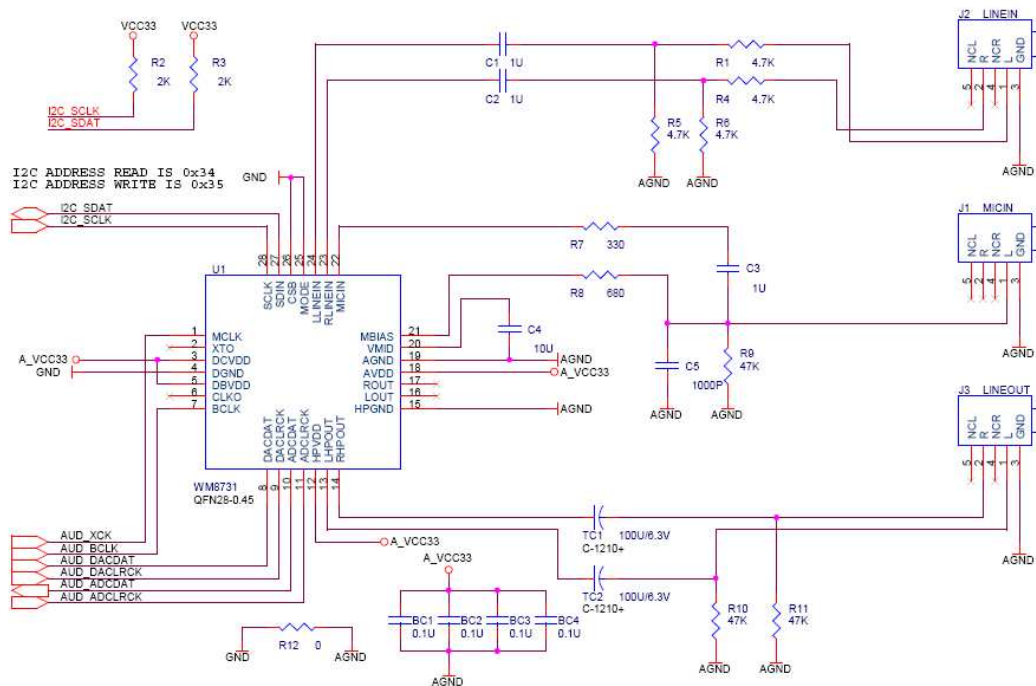 VCC33 VCC33
R2 R3
2K 2K
I2C_SCLK
I2C_SDAT
I2C ADDRESS READ IS 0x34
I2C ADDRESS WRITE IS 0x35
I2C_SDAT
I2C_SCLK
GND
C1 1U
C2 1U
R1 4.7K
R4 4.7K
R5 4.7K
R6 4.7K
AGND AGND
J2 LINEIN
NCL R NCR L GND
5 2 4 1 3
AGND
R7 330
R8 680
C3
1U
J1 MICIN
NCL R NCR L GND
5 2 4 1 3
AGND
U1
28 27 26 25 24 23 22
SCLK SDIN CSB MODE LLINEIN RLINEIN MICIN
1 MCLK
2 XTO
3 DCVDD
4 DGND
5 DBVDD
6 CLKO
7 BCLK
A_VCC33
GND
MBIAS 21
VMID 20
AGND 19
AVDD 18
ROUT 17
LOUT 16
HPGND 15
C4
10U
AGND
A_VCC33
AGND
C5
1000P
R9
47K
AGND AGND
DACDAT DACLRCK ADCDAT ADCLRCK HPVDD LHPOUT RHPOUT
8 9 10 11 12 13 14
WM8731
QFN28-0.45
J3 LINEOUT
NCL R NCR L GND
5 2 4 1 3
AGND
AUD_XCK
AUD_BCLK
AUD_DACDAT
AUD_DACLRCK
AUD_ADCDAT
AUD_ADCLRCK
A_VCC33
TC1 100U/6.3V
C-1210+
TC2 100U/6.3V
C-1210+
A_VCC33
BC1 BC2 BC3 BC4
0.1U 0.1U 0.1U 0.1U
AGND
R10 R11
47K 47K
AGND AGND
R12 0
GND AGND